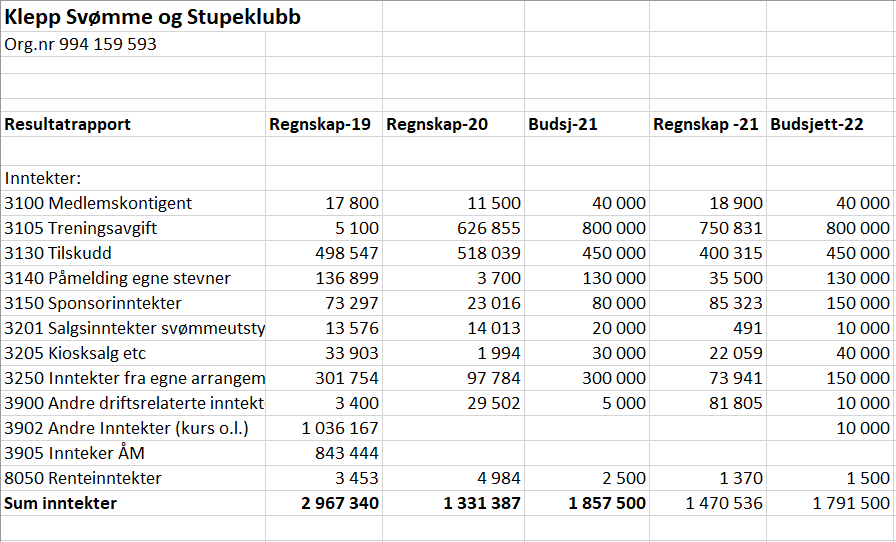 Klepp Svømme og Stupeklubb
Org.nr 994 159 593
Resultatrapport Regnskap-19 Regnskap-20 Budsj-21 Regnskap -21 Budsjett-22
Inntekter:
3100 Medlemskontigent 17 800 11 500 40 000 18 900 40 000
3105 Treningsavgift 5 100 626 855 800 000 750 831 800 000
3130 Tilskudd 498 547 518 039 450 000 400 315 450 000
3140 Påmelding egne stevner 136 899 3 700 130 000 35 500 130 000
3150 Sponsorinntekter 73 297 23 016 80 000 85 323 150 000
3201 Salgsinntekter svømmeutsty 13 576 14 013 20 000 491 10 000
3205 Kiosksalg etc 33 903 1 994 30 000 22 059 40 000
3250 Inntekter fra egne arrangem 301 754 97 784 300 000 73 941 150 000
3900 Andre driftsrelaterte inntekt 3 400 29 502 5 000 81 805 10 000
3902 Andre Inntekter (kurs o.l.) 1 036 167 10 000
3905 Innteker ÅM 843 444
8050 Renteinntekter 3 453 4 984 2 500 1 370 1 500
Sum inntekter 2 967 340 1 331 387 1 857 500 1 470 536 1 791 500